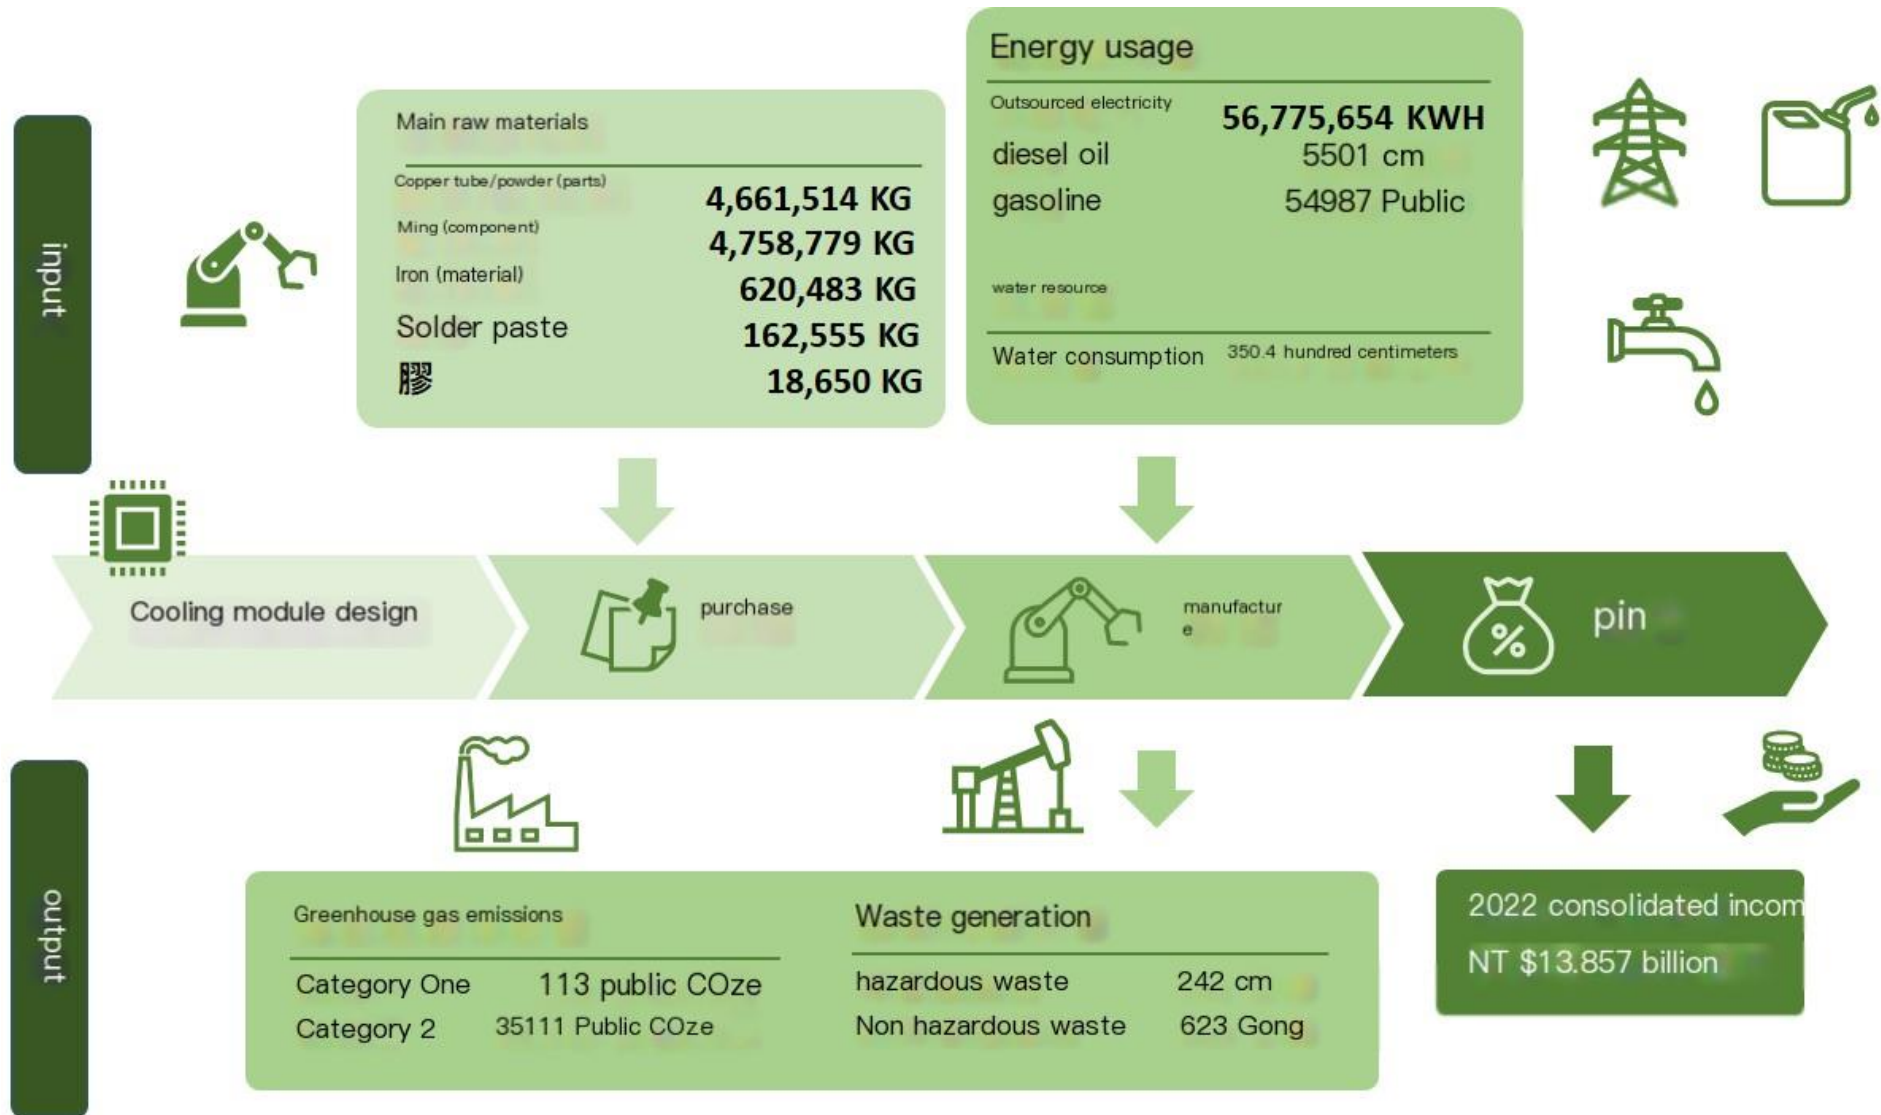 input
Main raw materials
Copper tube/powder (parts) 4,661,514 KG
Ming (component) 4,758,779 KG
Iron (material) 620,483 KG
Solder paste 162,555 KG
膠 18,650 KG
Energy usage
Outsourced electricity 56,775,654 KWH
diesel oil 5501 cm
gasoline 54987 Public
water resource
Water consumption 350.4 hundred centimeters
Cooling module design
purchase
manufactur
e
%
pin
output
Greenhouse gas emissions
Category One 113 public COze
Category 2 35111 Public COze
Waste generation
hazardous waste 242 cm
Non hazardous waste 623 Gong
2022 consolidated incom
NT $13.857 billion